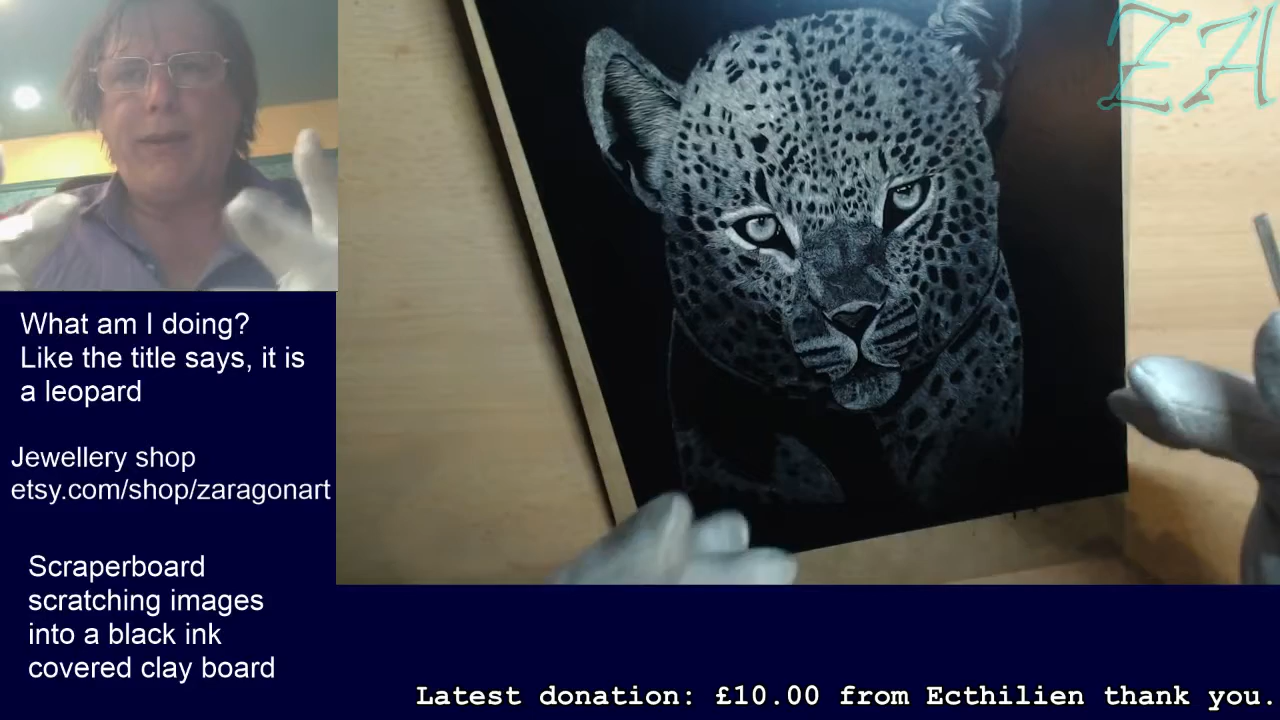 ZA
What am I doing?
Like the title says, it is
a leopard
Jewellery shop
etsy.com/shop/zaragonart
Scraperboard
scratching images
into a black ink
covered clay board
Latest donation: £10.00 from Ecthilien thank you.